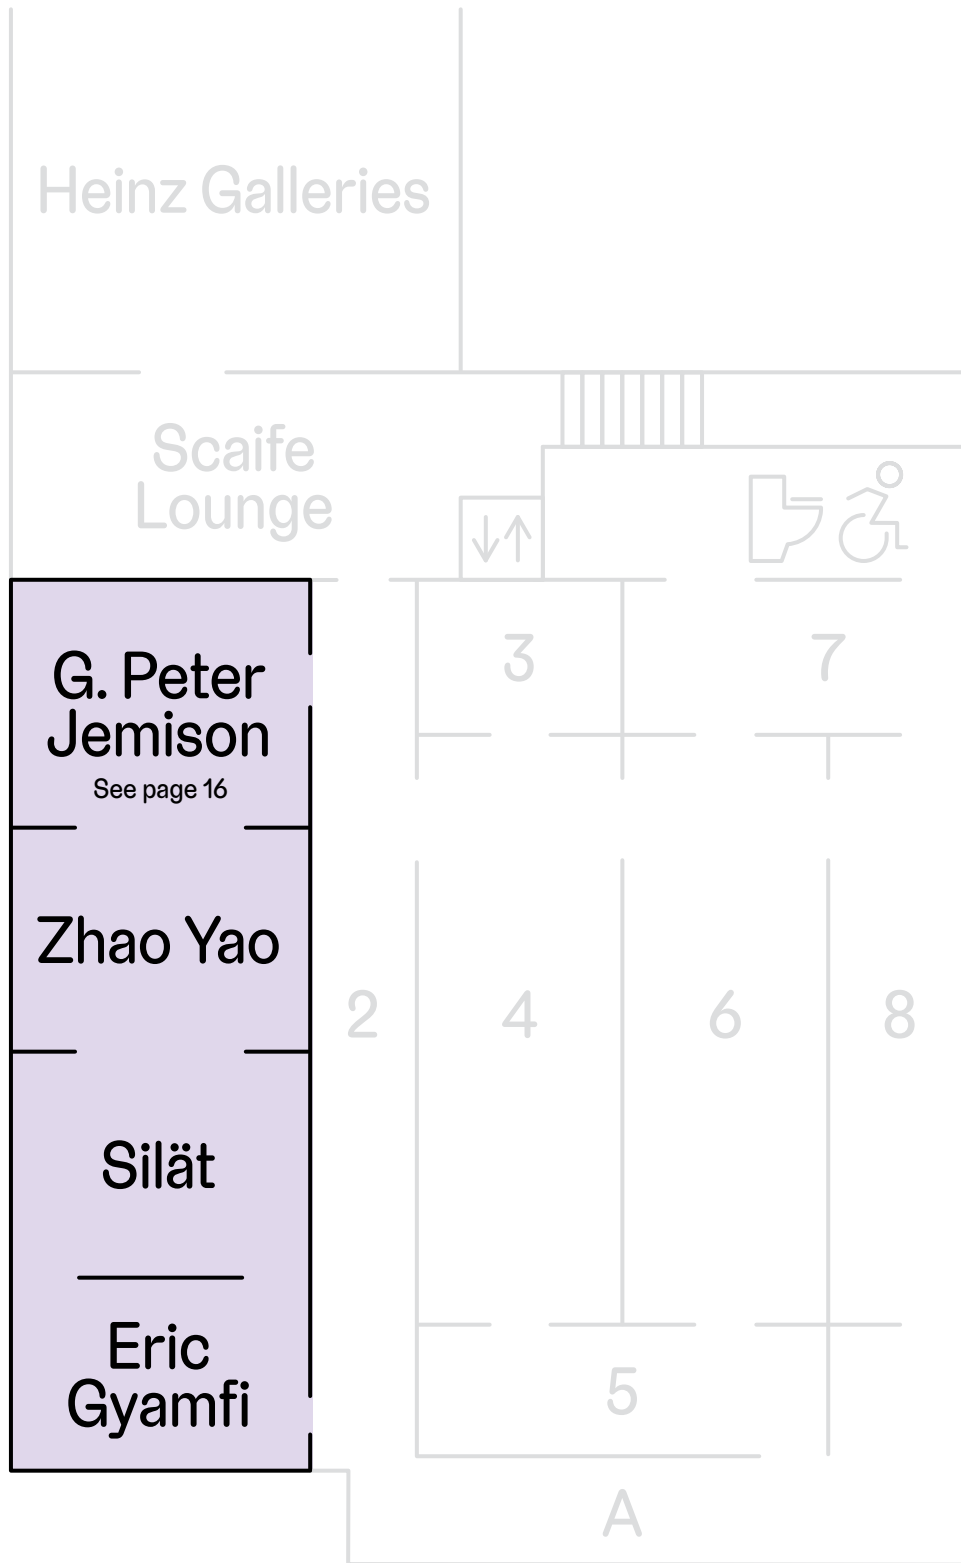 Heinz Galleries
Scaife
Lounge
3
7
G. Peter
Jemison
See page 16
Zhao Yao
2
4
6
8
Silät
Eric
Gyamfi
5
A